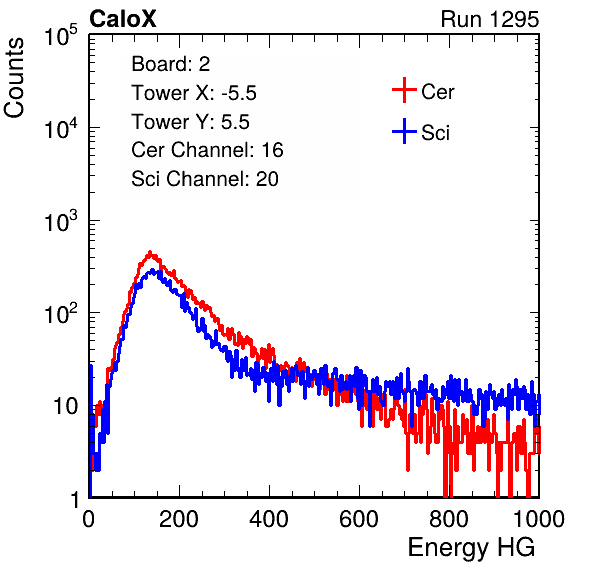 CaloX Run 1295
Counts
Board: 2
Tower X: -5.5
Tower Y: 5.5
Cer Channel: 16
Sci Channel: 20
Cer
Sci
10^5
10^4
10^3
10^2
10
1
0 200 400 600 800 1000
Energy HG